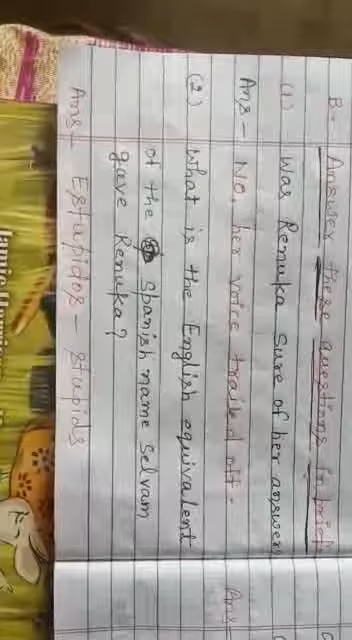 B. Answer these questions in brief
(1) Was Renuka sure of her answer
Ans - No, her voice trailed off.
(2) What is the English equivalent
of the Spanish name Selvam
gave Renuka?
Ans - Estupidos - stupids
Ans